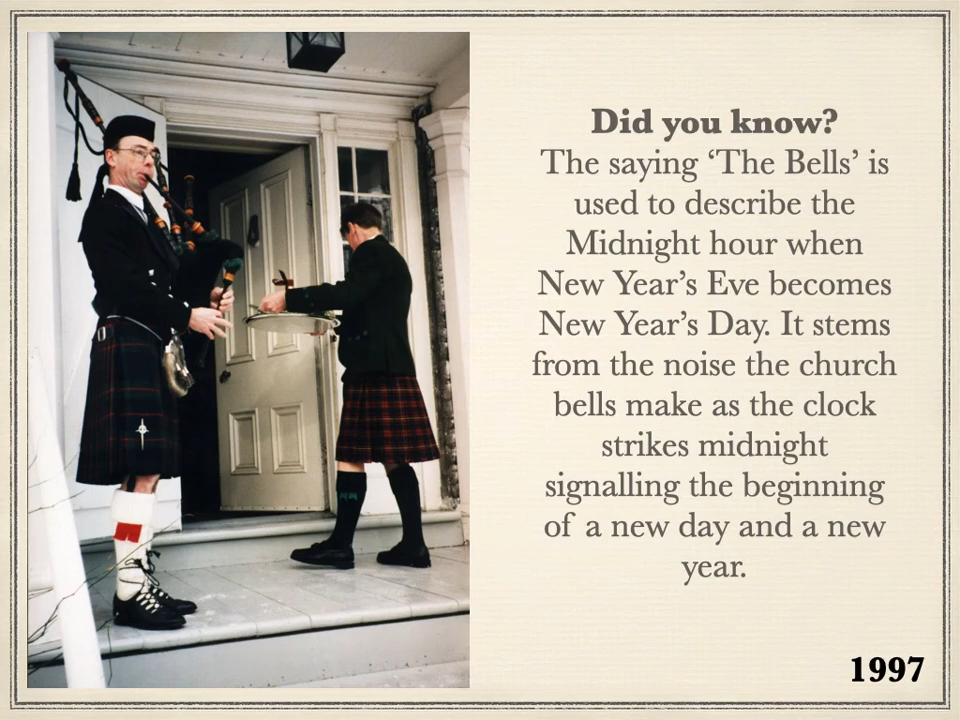 Did you know?
The saying ‘The Bells’ is
used to describe the
Midnight hour when
New Year’s Eve becomes
New Year’s Day. It stems
from the noise the church
bells make as the clock
strikes midnight
signalling the beginning
of a new day and a new
year.
1997